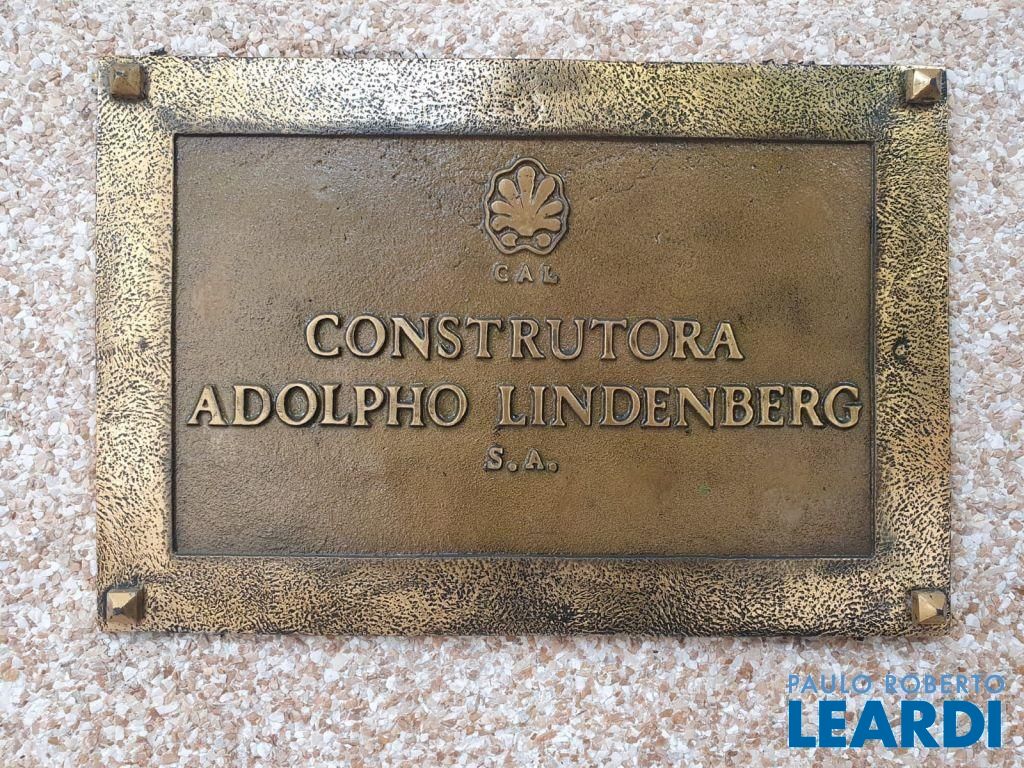 CAL
CONSTRUTORA
ADOLPHO LINDENBERG
S.A.
PAULO ROBERTO
LEARDI